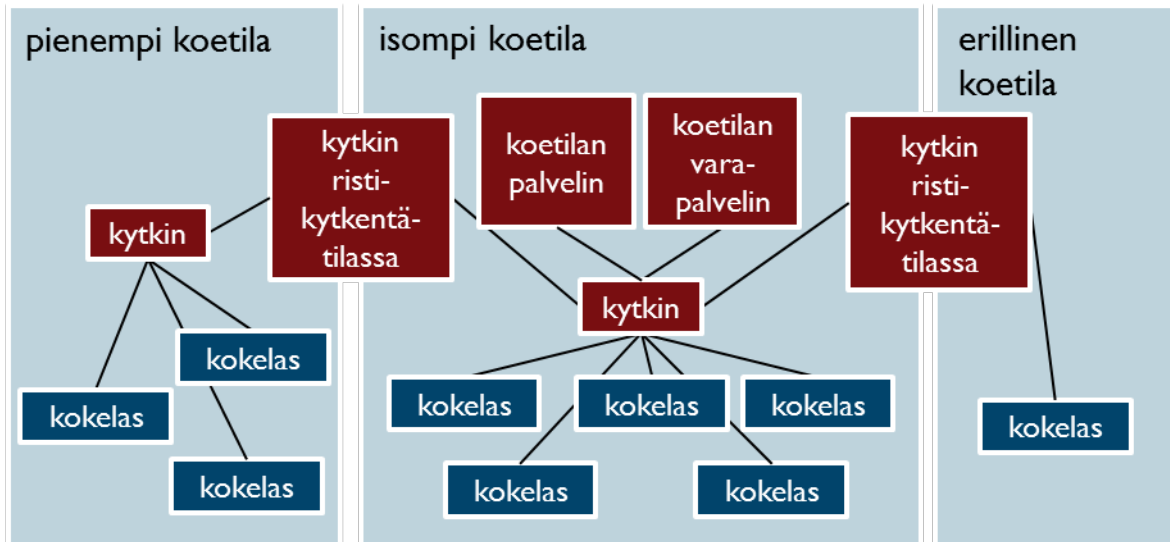 pienempi koetila
kytkin
risti-
kytkentä-
tilassa
kytkin
kokelas
kokelas
kokelas
isompi koetila
koetilan
palvelin
koetilan
vara-
palvelin
kytkin
kokelas
kokelas
kokelas
kokelas
kokelas
erillinen
koetila
kytkin
risti-
kytkentä-
tilassa
kokelas